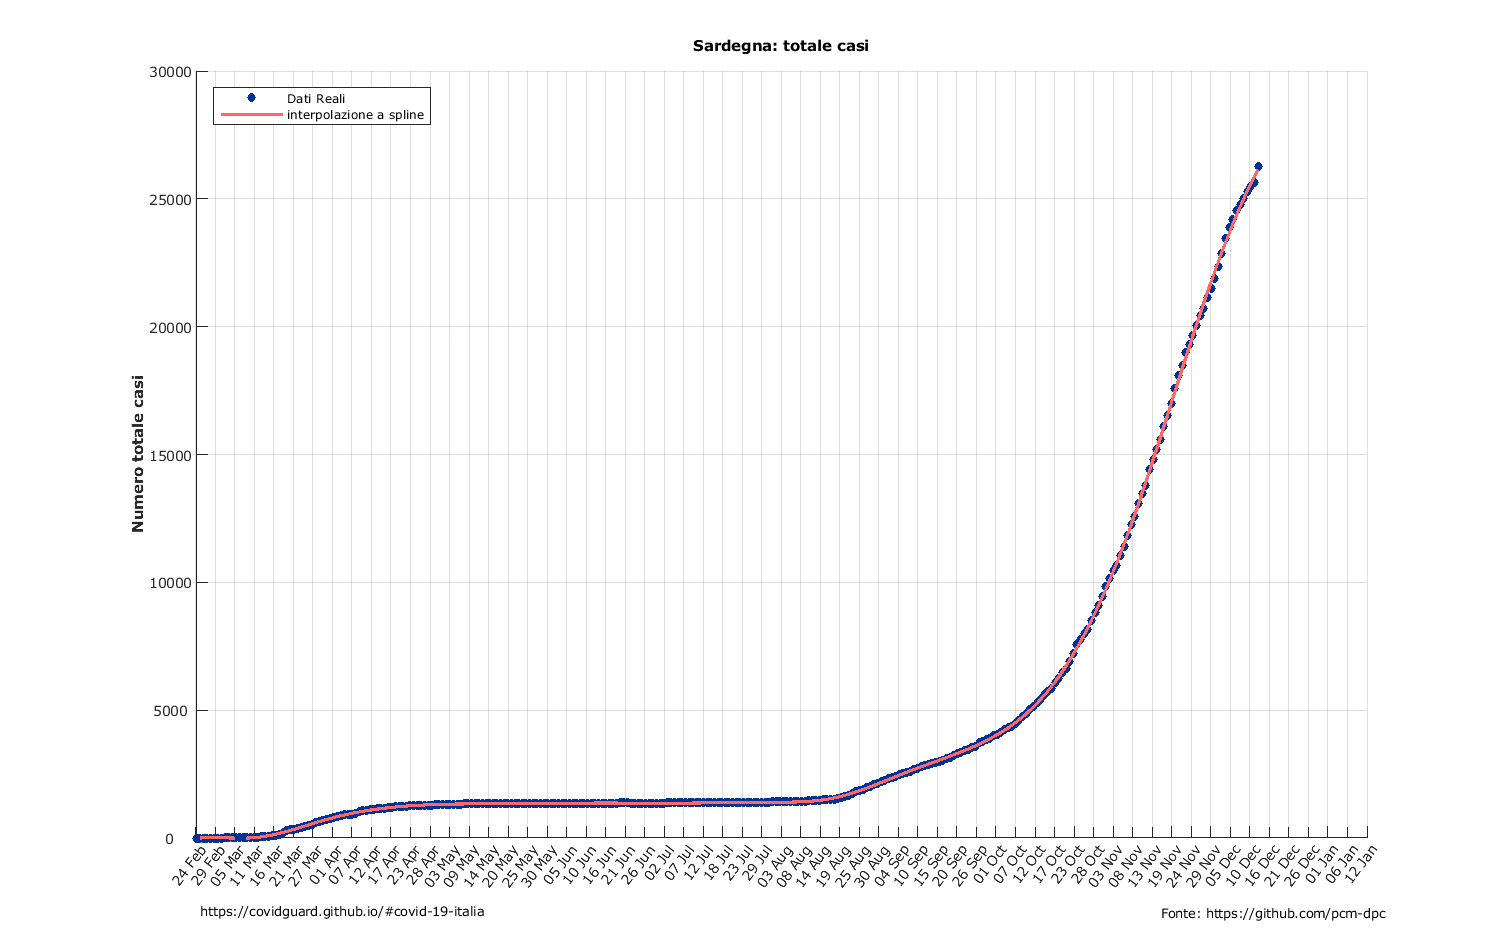 Sardegna: totale casi
30000
25000
20000
15000
10000
5000
0
Dati Reali
interpolazione a spline
Numero totale casi
24 Feb
29 Feb
05 Mar
11 Mar
16 Mar
21 Mar
27 Mar
01 Apr
07 Apr
12 Apr
17 Apr
23 Apr
28 Apr
03 May
09 May
14 May
20 May
25 May
30 May
05 Jun
10 Jun
16 Jun
21 Jun
26 Jun
02 Jul
07 Jul
12 Jul
18 Jul
23 Jul
29 Jul
03 Aug
08 Aug
14 Aug
19 Aug
25 Aug
30 Aug
04 Sep
10 Sep
15 Sep
20 Sep
26 Oct
01 Oct
07 Oct
12 Oct
17 Oct
23 Oct
28 Oct
03 Nov
08 Nov
13 Nov
19 Nov
24 Nov
29 Nov
05 Dec
10 Dec
16 Dec
21 Dec
26 Dec
01 Jan
06 Jan
12 Jan
https://covidguard.github.io/#covid-19-italia
Fonte: https://github.com/pcm-dpc